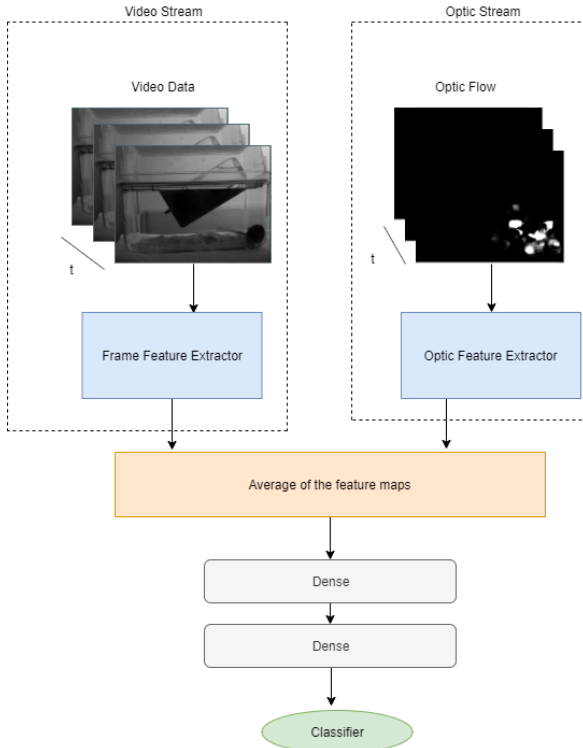 Video Stream
Optic Stream
Video Data
Optic Flow
t
t
Frame Feature Extractor
Optic Feature Extractor
Average of the feature maps
Dense
Dense
Classifier